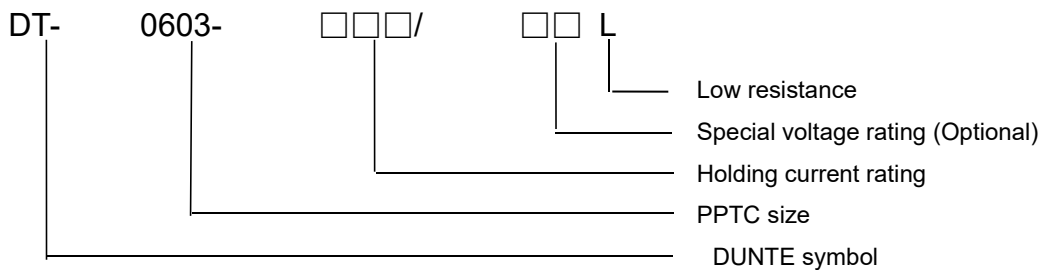 DT- 0603- □□□/ □□ L
Low resistance
Special voltage rating (Optional)
Holding current rating
PPTC size
DUNTE symbol